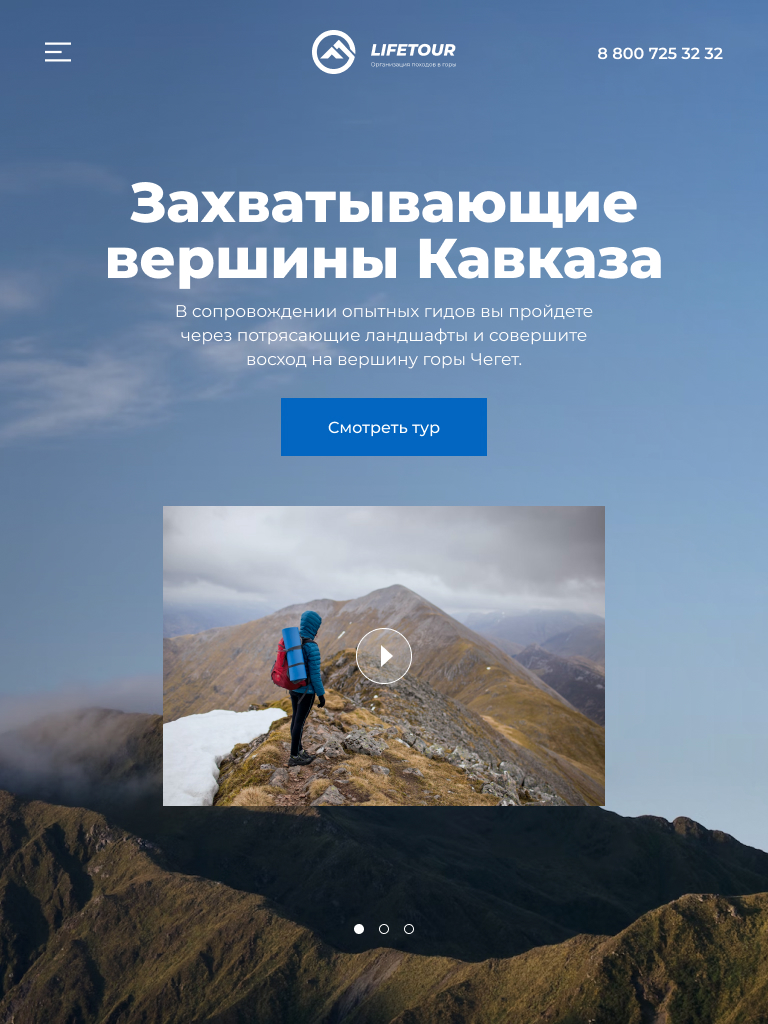 LIFETOUR
Организация походов в горы
8 800 725 32 32
Захватывающие
вершины Кавказа
В сопровождении опытных гидов вы пройдете
через потрясающие ландшафты и совершите
восход на вершину горы Чегет.
Смотреть тур